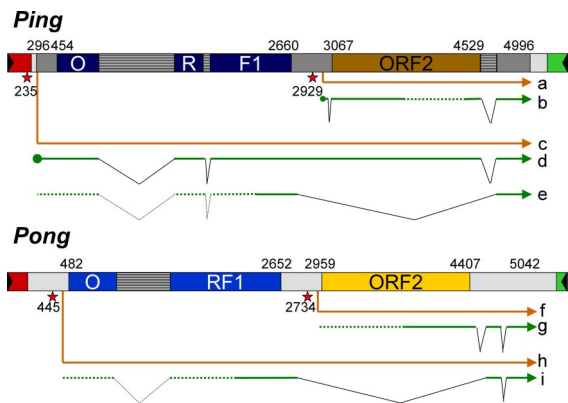 Ping
296 454 2660 3067 4529 4996
O R F1 ORF2
235 2929 a
b
c
d
e
Pong
482 2652 2959 4407 5042
O RF1 ORF2
445 2734 f
g
h
i